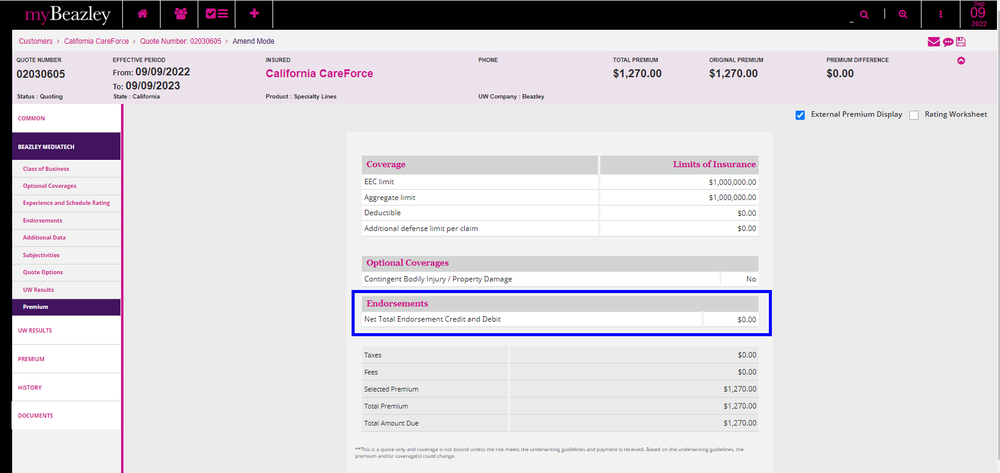 myBeazley
Sep
09
2022
Customers > California CareForce > Quote Number: 02030605 > Amend Mode
QUOTE NUMBER EFFECTIVE PERIOD INSURED PHONE TOTAL PREMIUM ORIGINAL PREMIUM PREMIUM DIFFERENCE
02030605 From: 09/09/2022 California CareForce $1,270.00 $1,270.00 $0.00
To: 09/09/2023
Status : Quoting State : California Product : Specialty Lines UW Company : Beazley
External Premium Display Rating Worksheet
COMMON
BEAZLEY MEDIATECH
Class of Business
Optional Coverages
Experience and Schedule Rating
Endorsements
Additional Data
Subjectivities
Quote Options
UW Results
Premium
UW RESULTS
PREMIUM
HISTORY
DOCUMENTS
Coverage Limits of Insurance
EEC limit $1,000,000.00
Aggregate limit $1,000,000.00
Deductible $0.00
Additional defense limit per claim $0.00
Optional Coverages
Contingent Bodily Injury / Property Damage No
Endorsements
Net Total Endorsement Credit and Debit $0.00
Taxes $0.00
Fees $0.00
Selected Premium $1,270.00
Total Premium $1,270.00
Total Amount Due $1,270.00
**This is a quote only and coverage is not bound unless the risk meets the underwriting guidelines and payment is received. Based on the underwriting guidelines, the
premium and/or coverage(s) could change.